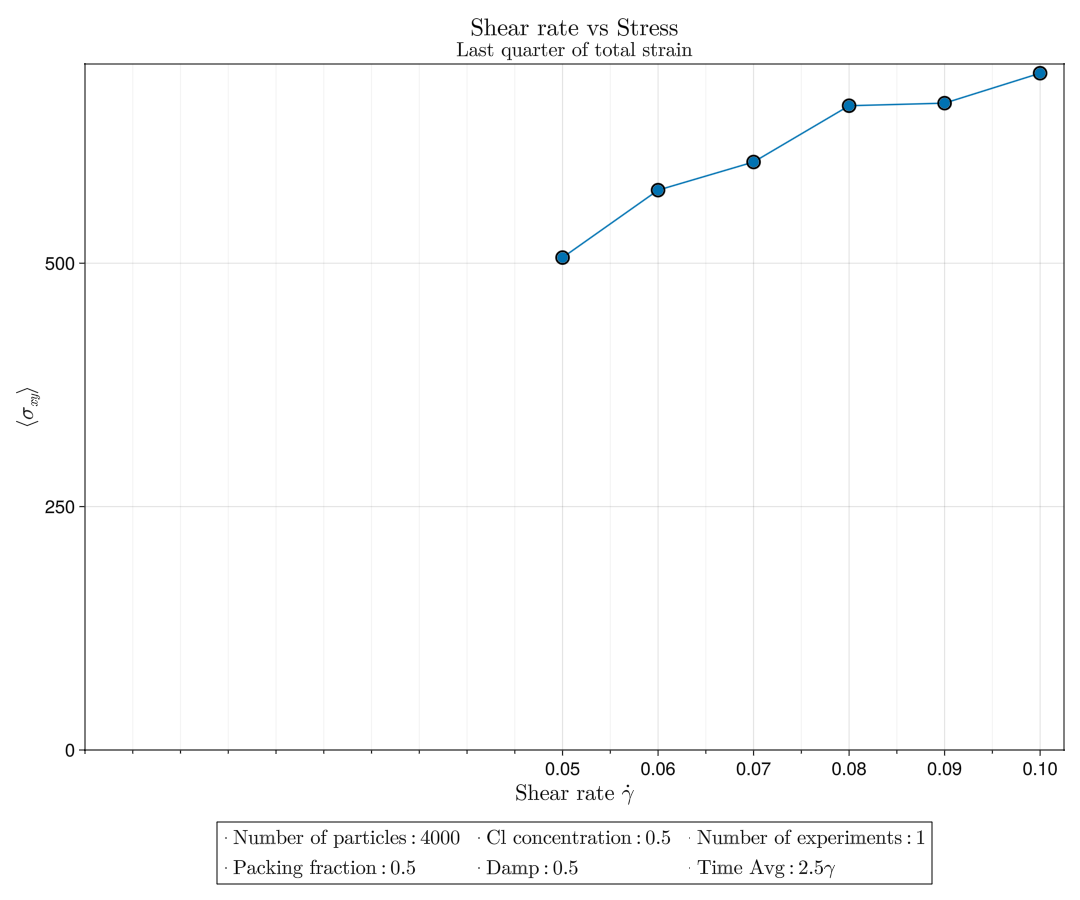 Shear rate vs Stress
Last quarter of total strain
500
250
0
⟨σxy⟩
0.05 0.06 0.07 0.08 0.09 0.10
Shear rate γ̇
· Number of particles : 4000 · Cl concentration : 0.5 · Number of experiments : 1
· Packing fraction : 0.5 · Damp : 0.5 · Time Avg : 2.5γ